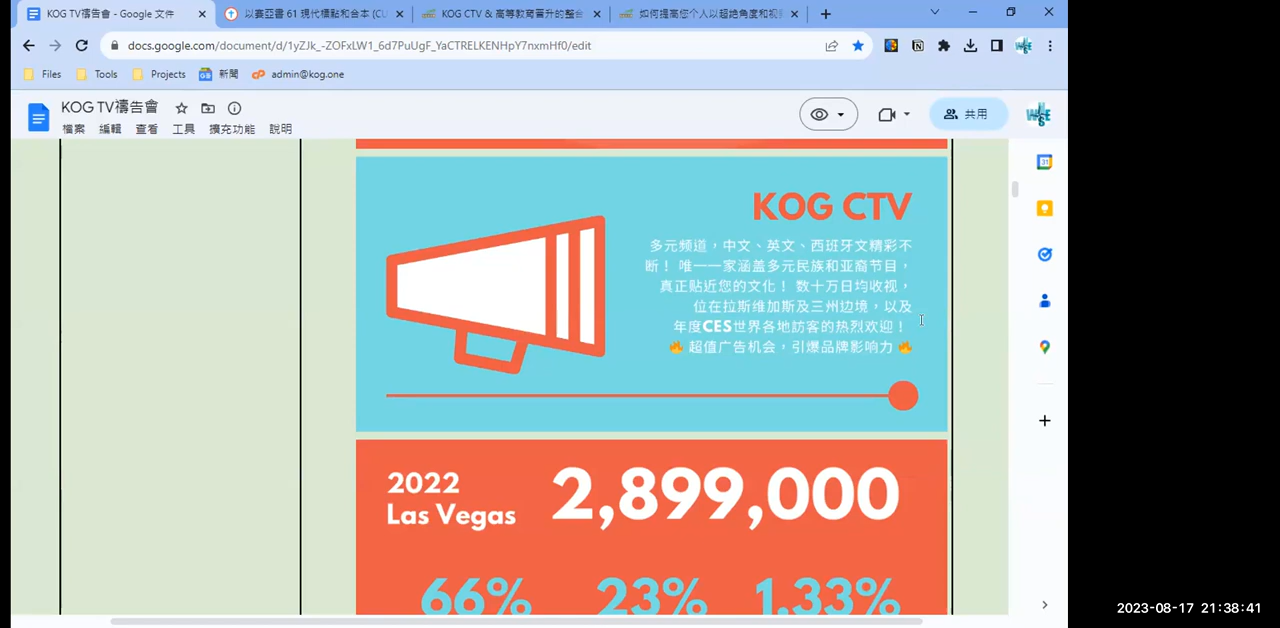 KOG TV禱告會 - Google 文件
以賽亞書 61 現代標點和合本 (CU
KOG CTV & 高等教育晉升的整合
如何提高您个人以超絶角度和視
docs.google.com/document/d/1yZJk_-ZOFxLW1_6d7PuUgF_YaCTRELKENHpY7nxmHf0/edit
Files
Tools
Projects
新聞
admin@kog.one
KOG TV禱告會
檔案 編輯 查看 工具 擴充功能 說明
共用
KOG CTV
多元频道，中文、英文、西班牙文精彩不
断！ 唯一一家涵盖多元民族和亚裔节目，
真正贴近您的文化！ 数十万日均收视，
位在拉斯维加斯及三州边境，以及
年度CES世界各地訪客的热烈欢迎！
🔥 超值广告机会，引爆品牌影响力 🔥
2022
Las Vegas
2,899,000
66% 23% 1.33%
2023-08-17 21:38:41